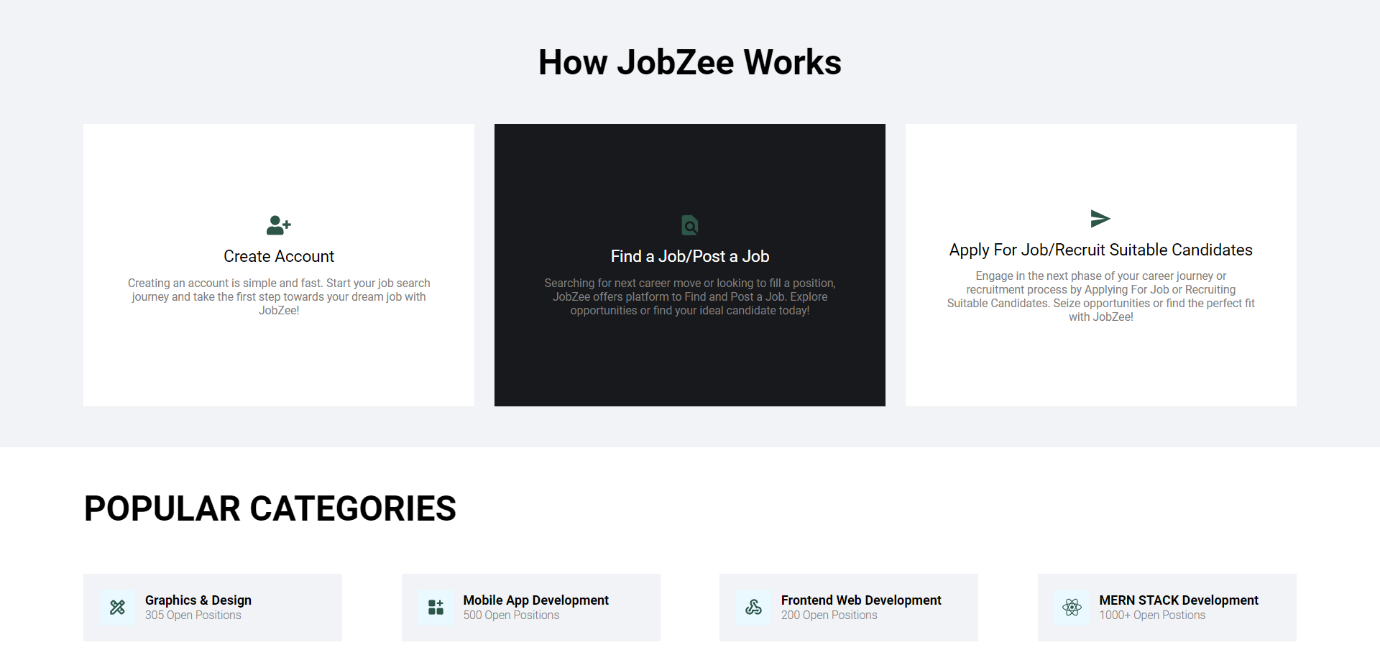 How JobZee Works
Create Account
Creating an account is simple and fast. Start your job search
journey and take the first step towards your dream job with
JobZee!
Find a Job/Post a Job
Searching for next career move or looking to fill a position,
JobZee offers platform to Find and Post a Job. Explore
opportunities or find your ideal candidate today!
Apply For Job/Recruit Suitable Candidates
Engage in the next phase of your career journey or
recruitment process by Applying For Job or Recruiting
Suitable Candidates. Seize opportunities or find the perfect fit
with JobZee!
POPULAR CATEGORIES
Graphics & Design
305 Open Positions
Mobile App Development
500 Open Positions
Frontend Web Development
200 Open Positions
MERN STACK Development
1000+ Open Postions